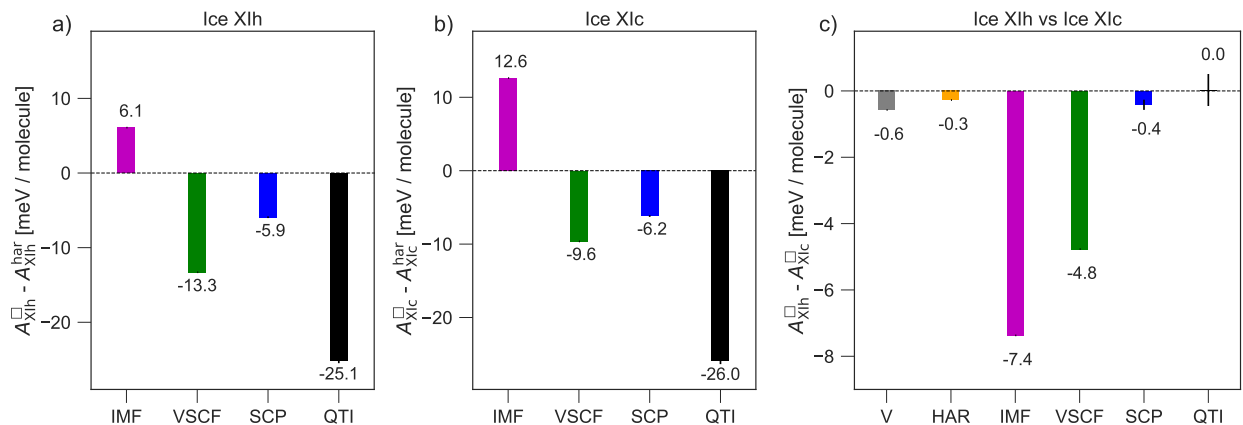 a)
Ice XIh
A□XIh - AharXIh [meV / molecule]
10
0
−10
−20
6.1
-13.3
-5.9
-25.1
IMF VSCF SCP QTI
b)
Ice XIc
A□XIc - AharXIc [meV / molecule]
10
0
−10
−20
12.6
-9.6
-6.2
-26.0
IMF VSCF SCP QTI
c)
Ice XIh vs Ice XIc
A□XIh - A□XIc [meV / molecule]
0
−2
−4
−6
−8
-0.6
-0.3
-7.4
-4.8
-0.4
0.0
V HAR IMF VSCF SCP QTI